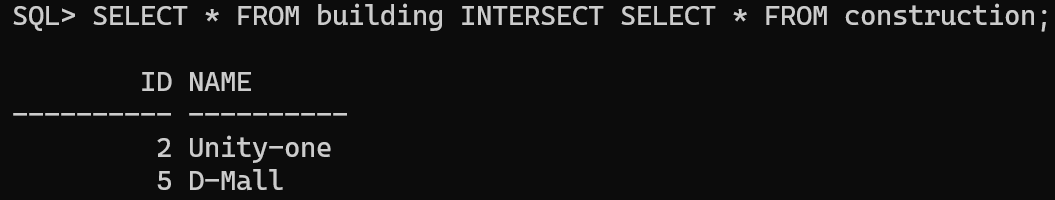 SQL> SELECT * FROM building INTERSECT SELECT * FROM construction;
ID NAME
---------- ----------
2 Unity-one
5 D-Mall